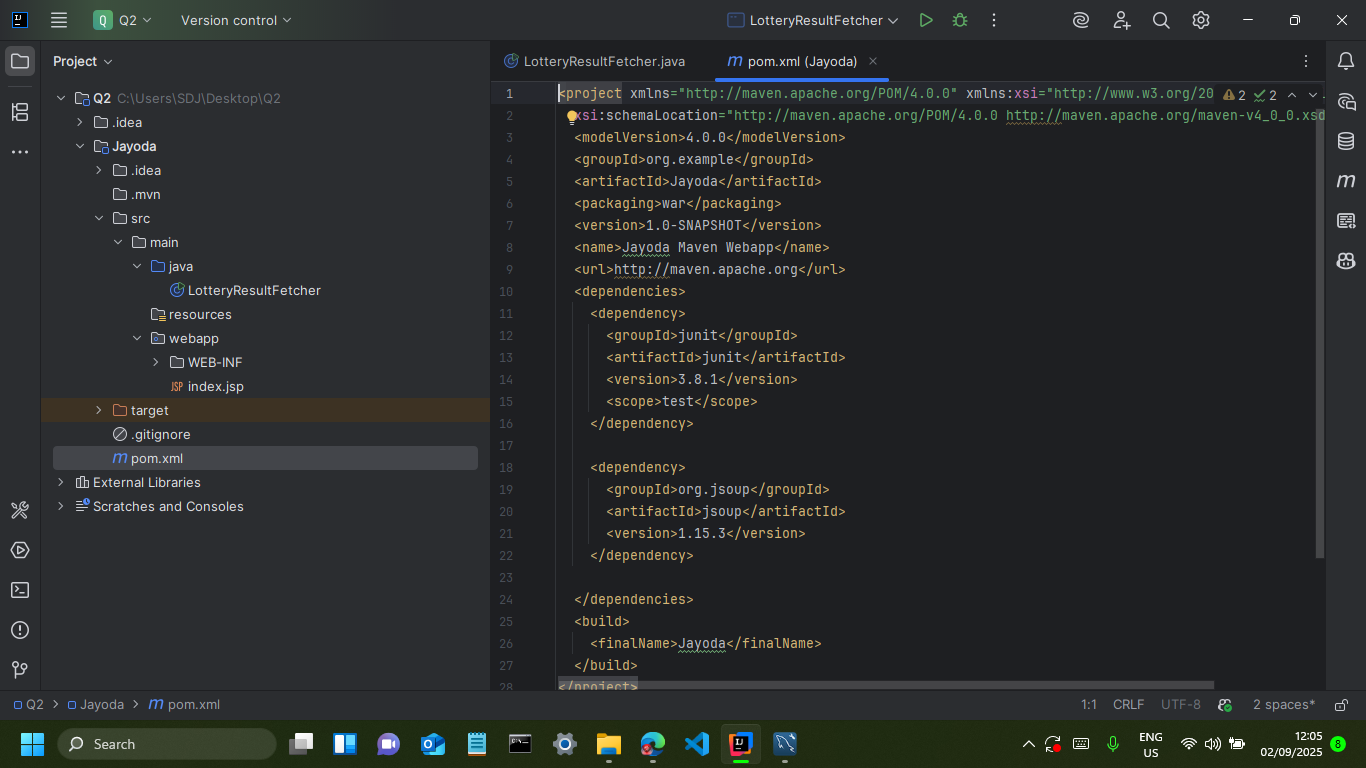 Q Q2 Version control LotteryResultFetcher
Project
Q2 C:\Users\SDJ\Desktop\Q2
.idea
Jayoda
.idea
.mvn
src
main
java
LotteryResultFetcher
resources
webapp
WEB-INF
JSP index.jsp
target
.gitignore
m pom.xml
External Libraries
Scratches and Consoles
LotteryResultFetcher.java
m pom.xml (Jayoda)
2 2
1 <project xmlns="http://maven.apache.org/POM/4.0.0" xmlns:xsi="http://www.w3.org/20
2 xsi:schemaLocation="http://maven.apache.org/POM/4.0.0 http://maven.apache.org/maven-v4_0_0.xsd
3 <modelVersion>4.0.0</modelVersion>
4 <groupId>org.example</groupId>
5 <artifactId>Jayoda</artifactId>
6 <packaging>war</packaging>
7 <version>1.0-SNAPSHOT</version>
8 <name>Jayoda Maven Webapp</name>
9 <url>http://maven.apache.org</url>
10 <dependencies>
11 <dependency>
12 <groupId>junit</groupId>
13 <artifactId>junit</artifactId>
14 <version>3.8.1</version>
15 <scope>test</scope>
16 </dependency>
17
18 <dependency>
19 <groupId>org.jsoup</groupId>
20 <artifactId>jsoup</artifactId>
21 <version>1.15.3</version>
22 </dependency>
23
24 </dependencies>
25 <build>
26 <finalName>Jayoda</finalName>
27 </build>
28 </project>
m
Q2 > Jayoda > m pom.xml 1:1 CRLF UTF-8 2 spaces*
Search
ENG
US
12:05
02/09/2025
8